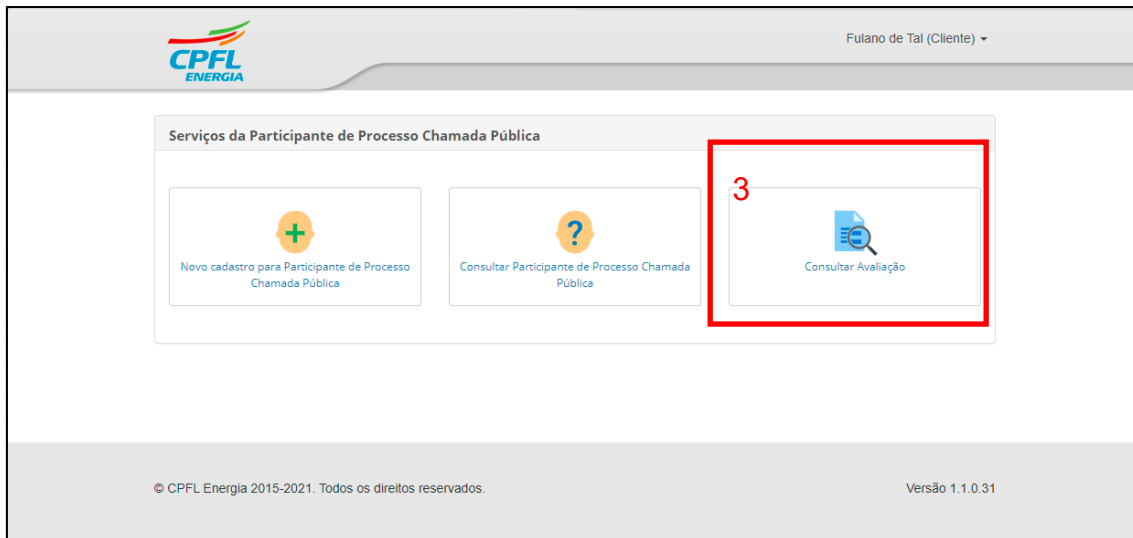 CPFL
ENERGIA
Fulano de Tal (Cliente)
Serviços da Participante de Processo Chamada Pública
3
+
Novo cadastro para Participante de Processo
Chamada Pública
?
Consultar Participante de Processo Chamada
Pública
Consultar Avaliação
© CPFL Energia 2015-2021. Todos os direitos reservados.
Versão 1.1.0.31